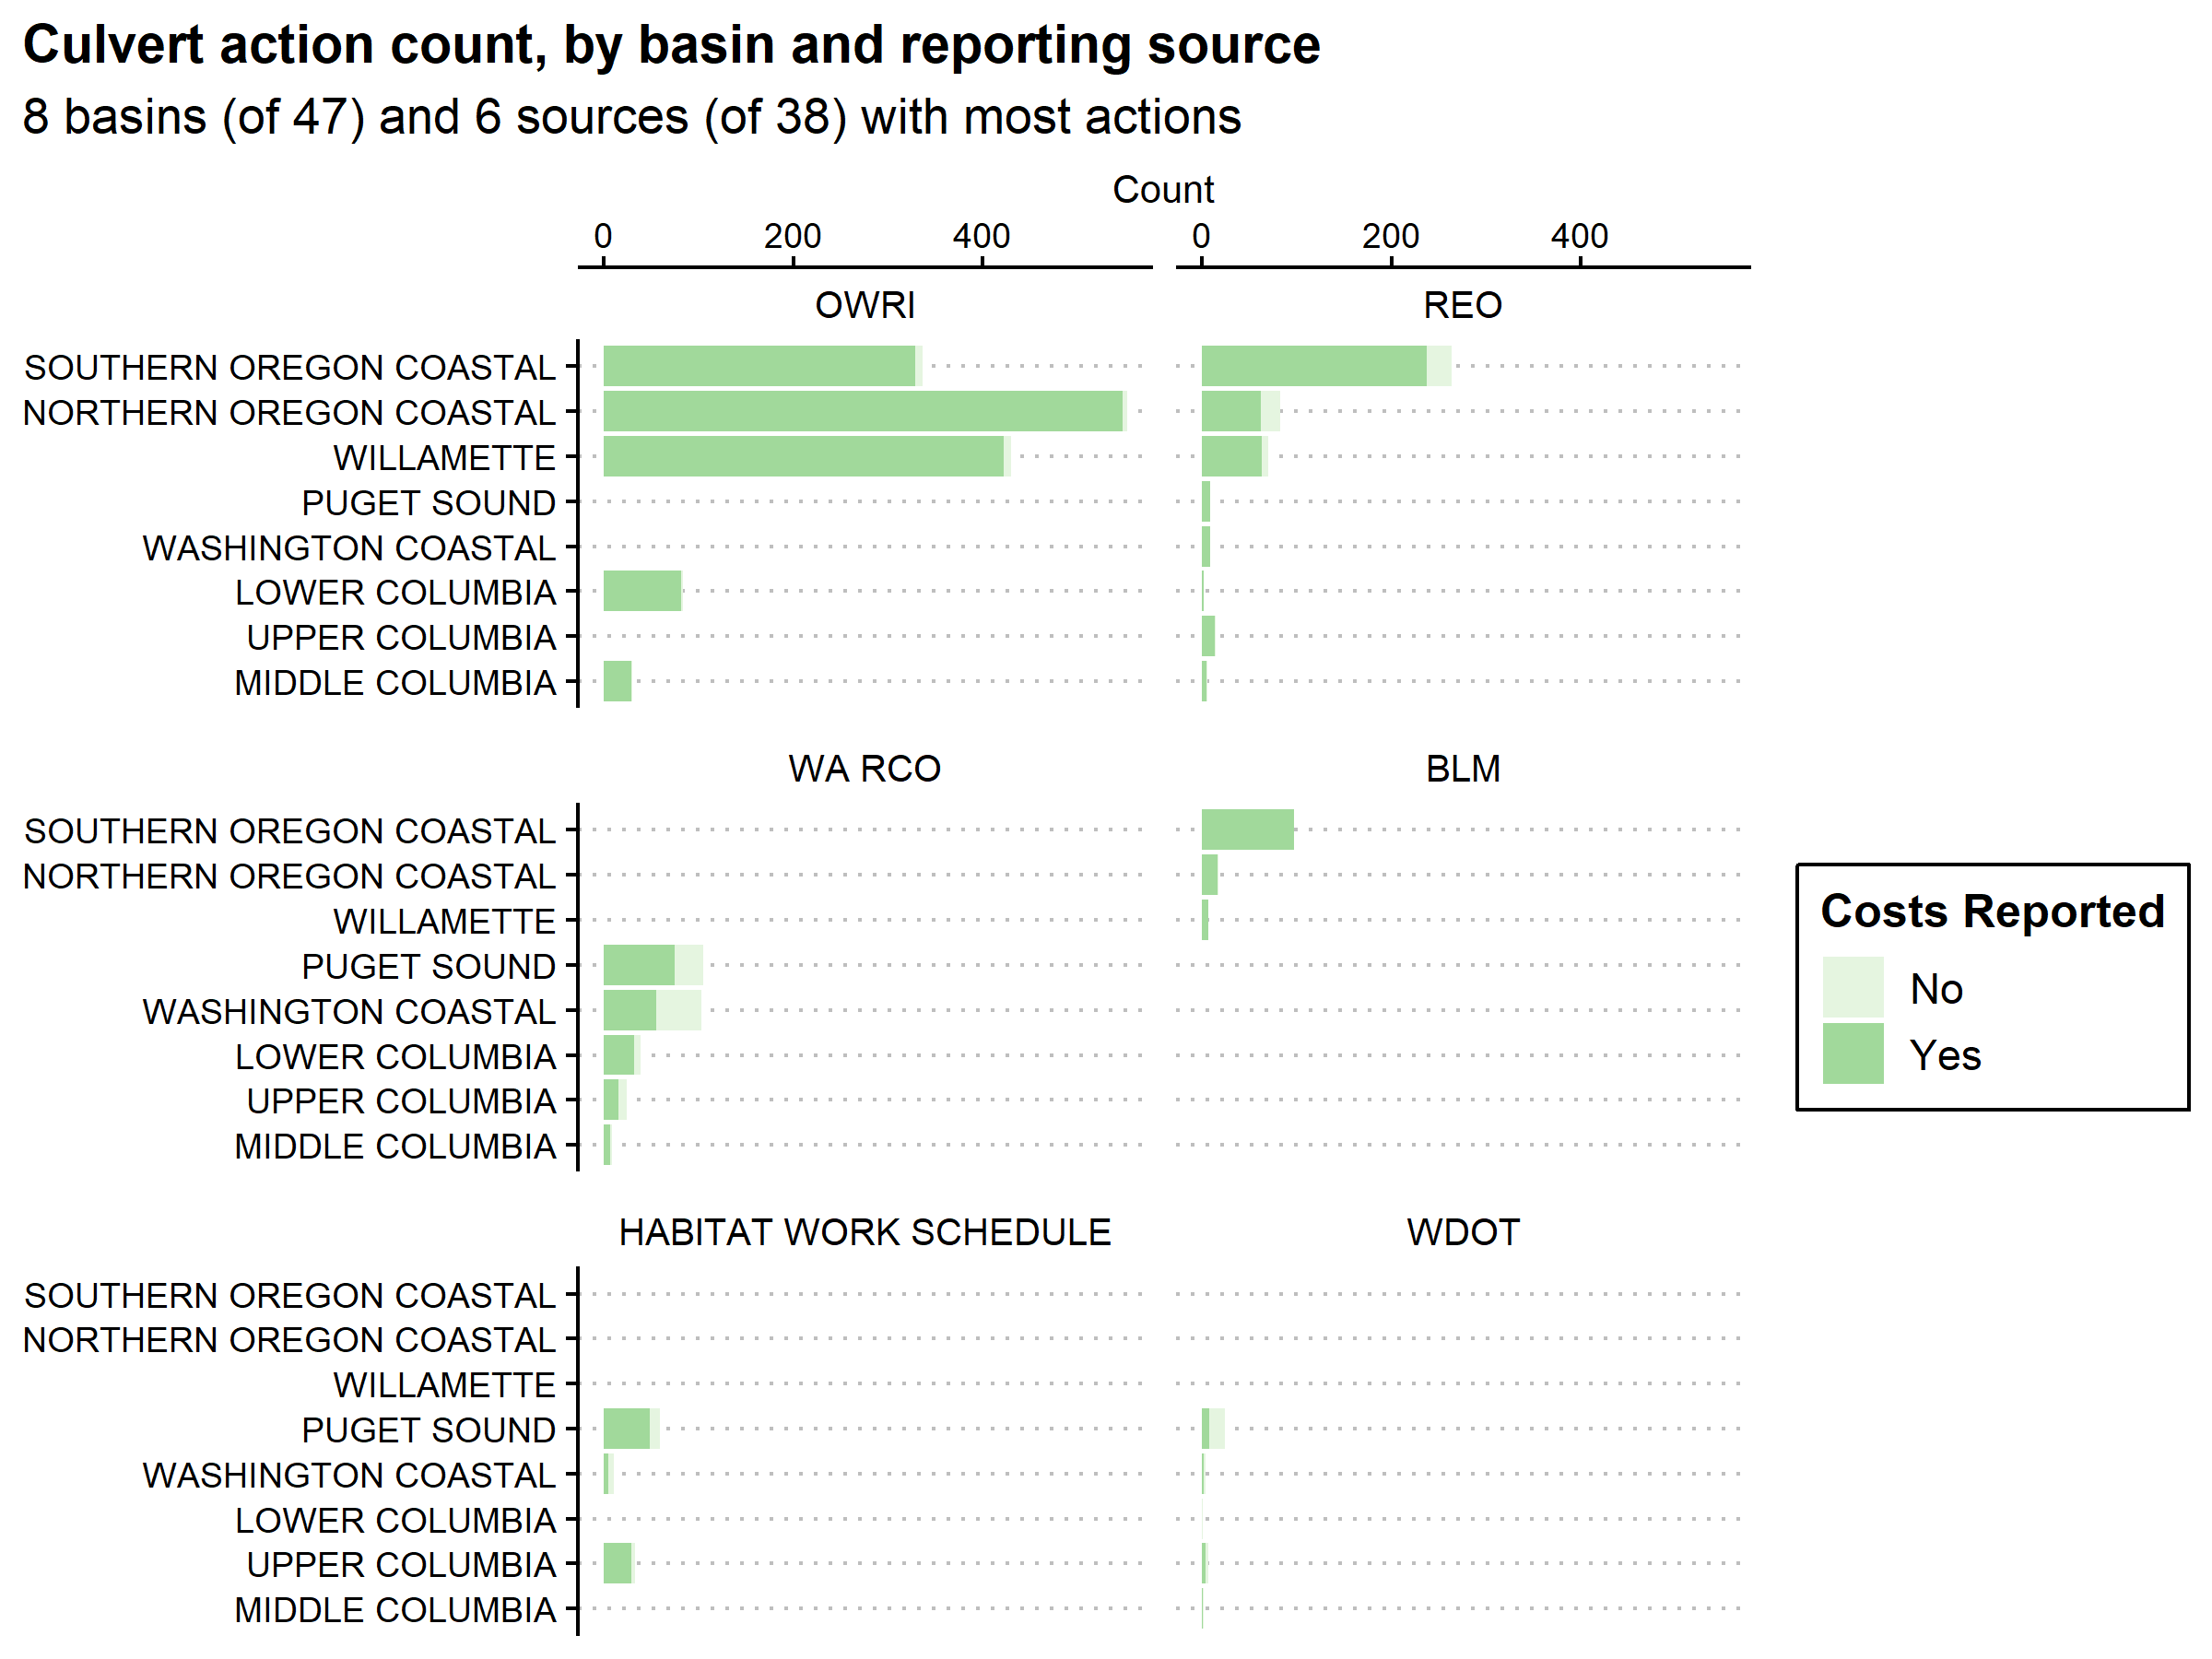 Culvert action count, by basin and reporting source
8 basins (of 47) and 6 sources (of 38) with most actions
Count
0 200 400 0 200 400
OWRI REO
SOUTHERN OREGON COASTAL
NORTHERN OREGON COASTAL
WILLAMETTE
PUGET SOUND
WASHINGTON COASTAL
LOWER COLUMBIA
UPPER COLUMBIA
MIDDLE COLUMBIA
WA RCO BLM
SOUTHERN OREGON COASTAL
NORTHERN OREGON COASTAL
WILLAMETTE
PUGET SOUND
WASHINGTON COASTAL
LOWER COLUMBIA
UPPER COLUMBIA
MIDDLE COLUMBIA
HABITAT WORK SCHEDULE WDOT
SOUTHERN OREGON COASTAL
NORTHERN OREGON COASTAL
WILLAMETTE
PUGET SOUND
WASHINGTON COASTAL
LOWER COLUMBIA
UPPER COLUMBIA
MIDDLE COLUMBIA
Costs Reported
No
Yes